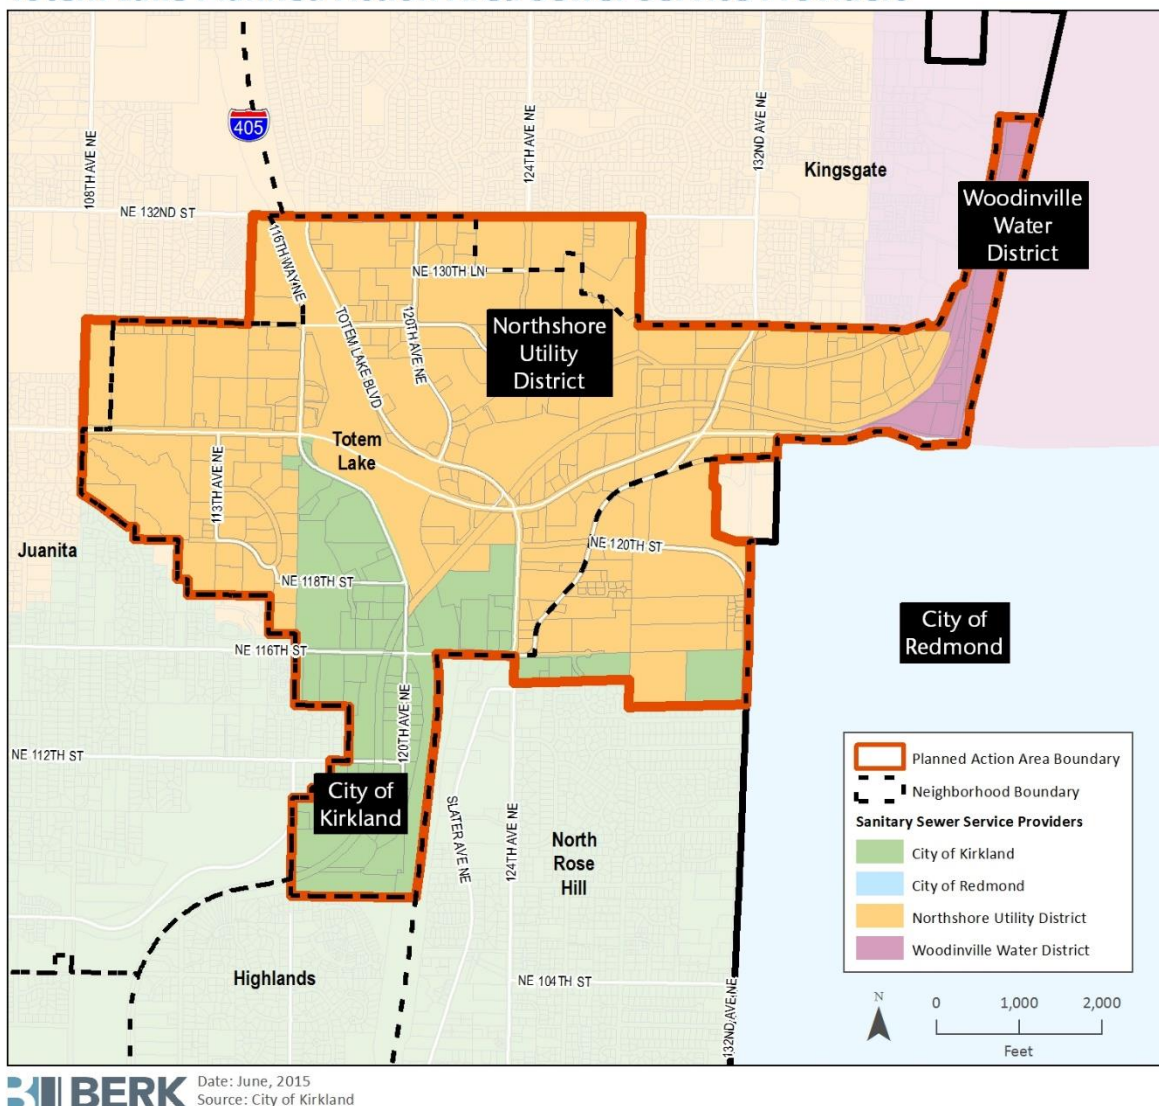 405
108TH AVE NE
124TH AVE NE
132ND AVE NE
Kingsgate
NE 132ND ST
Woodinville
Water
District
116TH WAY NE
NE 130TH LN
120TH AVE NE
TOTEM LAKE BLVD
Northshore
Utility
District
Totem
Lake
113TH AVE NE
Juanita
NE 120TH ST
NE 118TH ST
City of
Redmond
NE 116TH ST
120TH AVE NE
NE 112TH ST
City of
Kirkland
SLATER AVE NE
124TH AVE NE
North
Rose
Hill
Highlands
NE 104TH ST
132ND AVE NE
Planned Action Area Boundary
Neighborhood Boundary
Sanitary Sewer Service Providers
City of Kirkland
City of Redmond
Northshore Utility District
Woodinville Water District
N
0 1,000 2,000
Feet
BERK
Date: June, 2015
Source: City of Kirkland